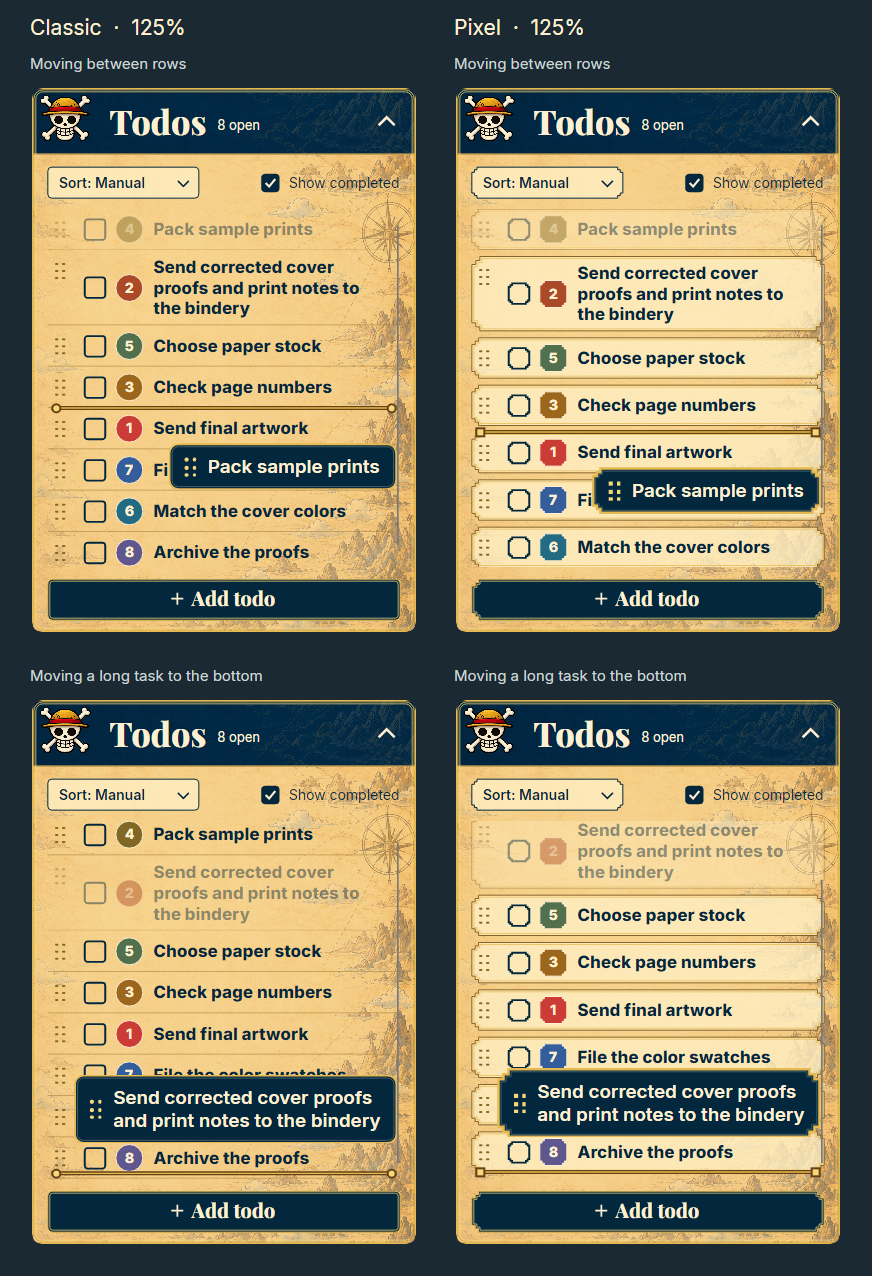 Classic · 125%
Moving between rows
Todos 8 open
Sort: Manual
Show completed
4 Pack sample prints
2 Send corrected cover
proofs and print notes to
the bindery
5 Choose paper stock
3 Check page numbers
1 Send final artwork
7 Fi
Pack sample prints
6 Match the cover colors
8 Archive the proofs
+ Add todo
Pixel · 125%
Moving between rows
Todos 8 open
Sort: Manual
Show completed
4 Pack sample prints
2 Send corrected cover
proofs and print notes to
the bindery
5 Choose paper stock
3 Check page numbers
1 Send final artwork
7 Fi
Pack sample prints
6 Match the cover colors
+ Add todo
Moving a long task to the bottom
Todos 8 open
Sort: Manual
Show completed
4 Pack sample prints
2 Send corrected cover
proofs and print notes to
the bindery
5 Choose paper stock
3 Check page numbers
1 Send final artwork
7 File the color swatches
Send corrected cover proofs
and print notes to the bindery
8 Archive the proofs
+ Add todo
Moving a long task to the bottom
Todos 8 open
Sort: Manual
Show completed
2 Send corrected cover
proofs and print notes to
the bindery
5 Choose paper stock
3 Check page numbers
1 Send final artwork
7 File the color swatches
Send corrected cover proofs
and print notes to the bindery
8 Archive the proofs
+ Add todo